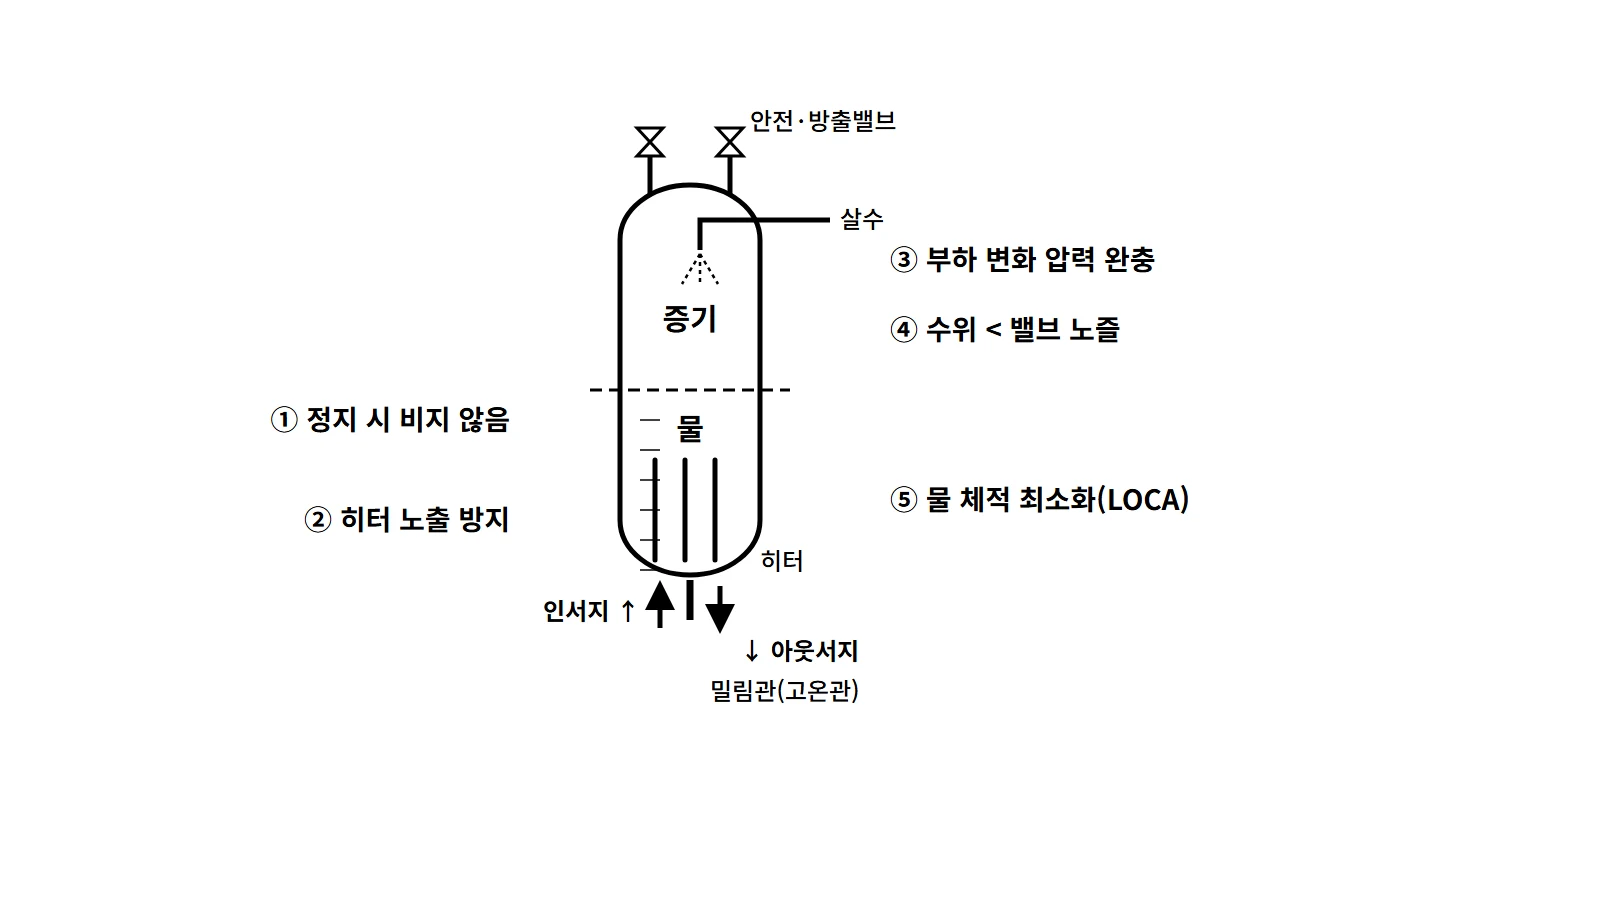 안전·방출밸브
살수
③ 부하 변화 압력 완충
증기
④ 수위 < 밸브 노즐
① 정지 시 비지 않음
물
② 히터 노출 방지
⑤ 물 체적 최소화(LOCA)
히터
인서지 ↑
↓ 아웃서지
밀림관(고온관)